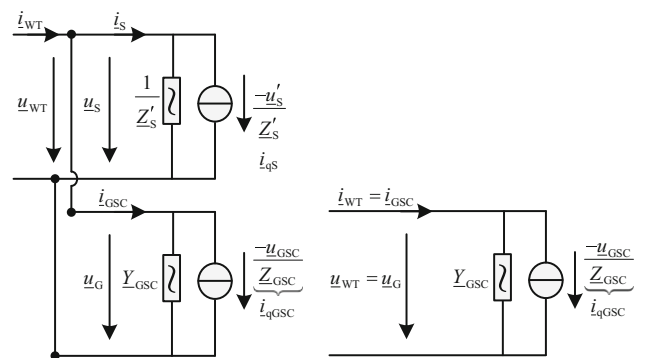 i_WT
i_S
u_WT
u_S
1
Z'_S
-u'_S
Z'_S
i_qS
i_GSC
u_G
Y_GSC
-u_GSC
Z_GSC
i_qGSC
i_WT = i_GSC
u_WT = u_G
Y_GSC
-u_GSC
Z_GSC
i_qGSC